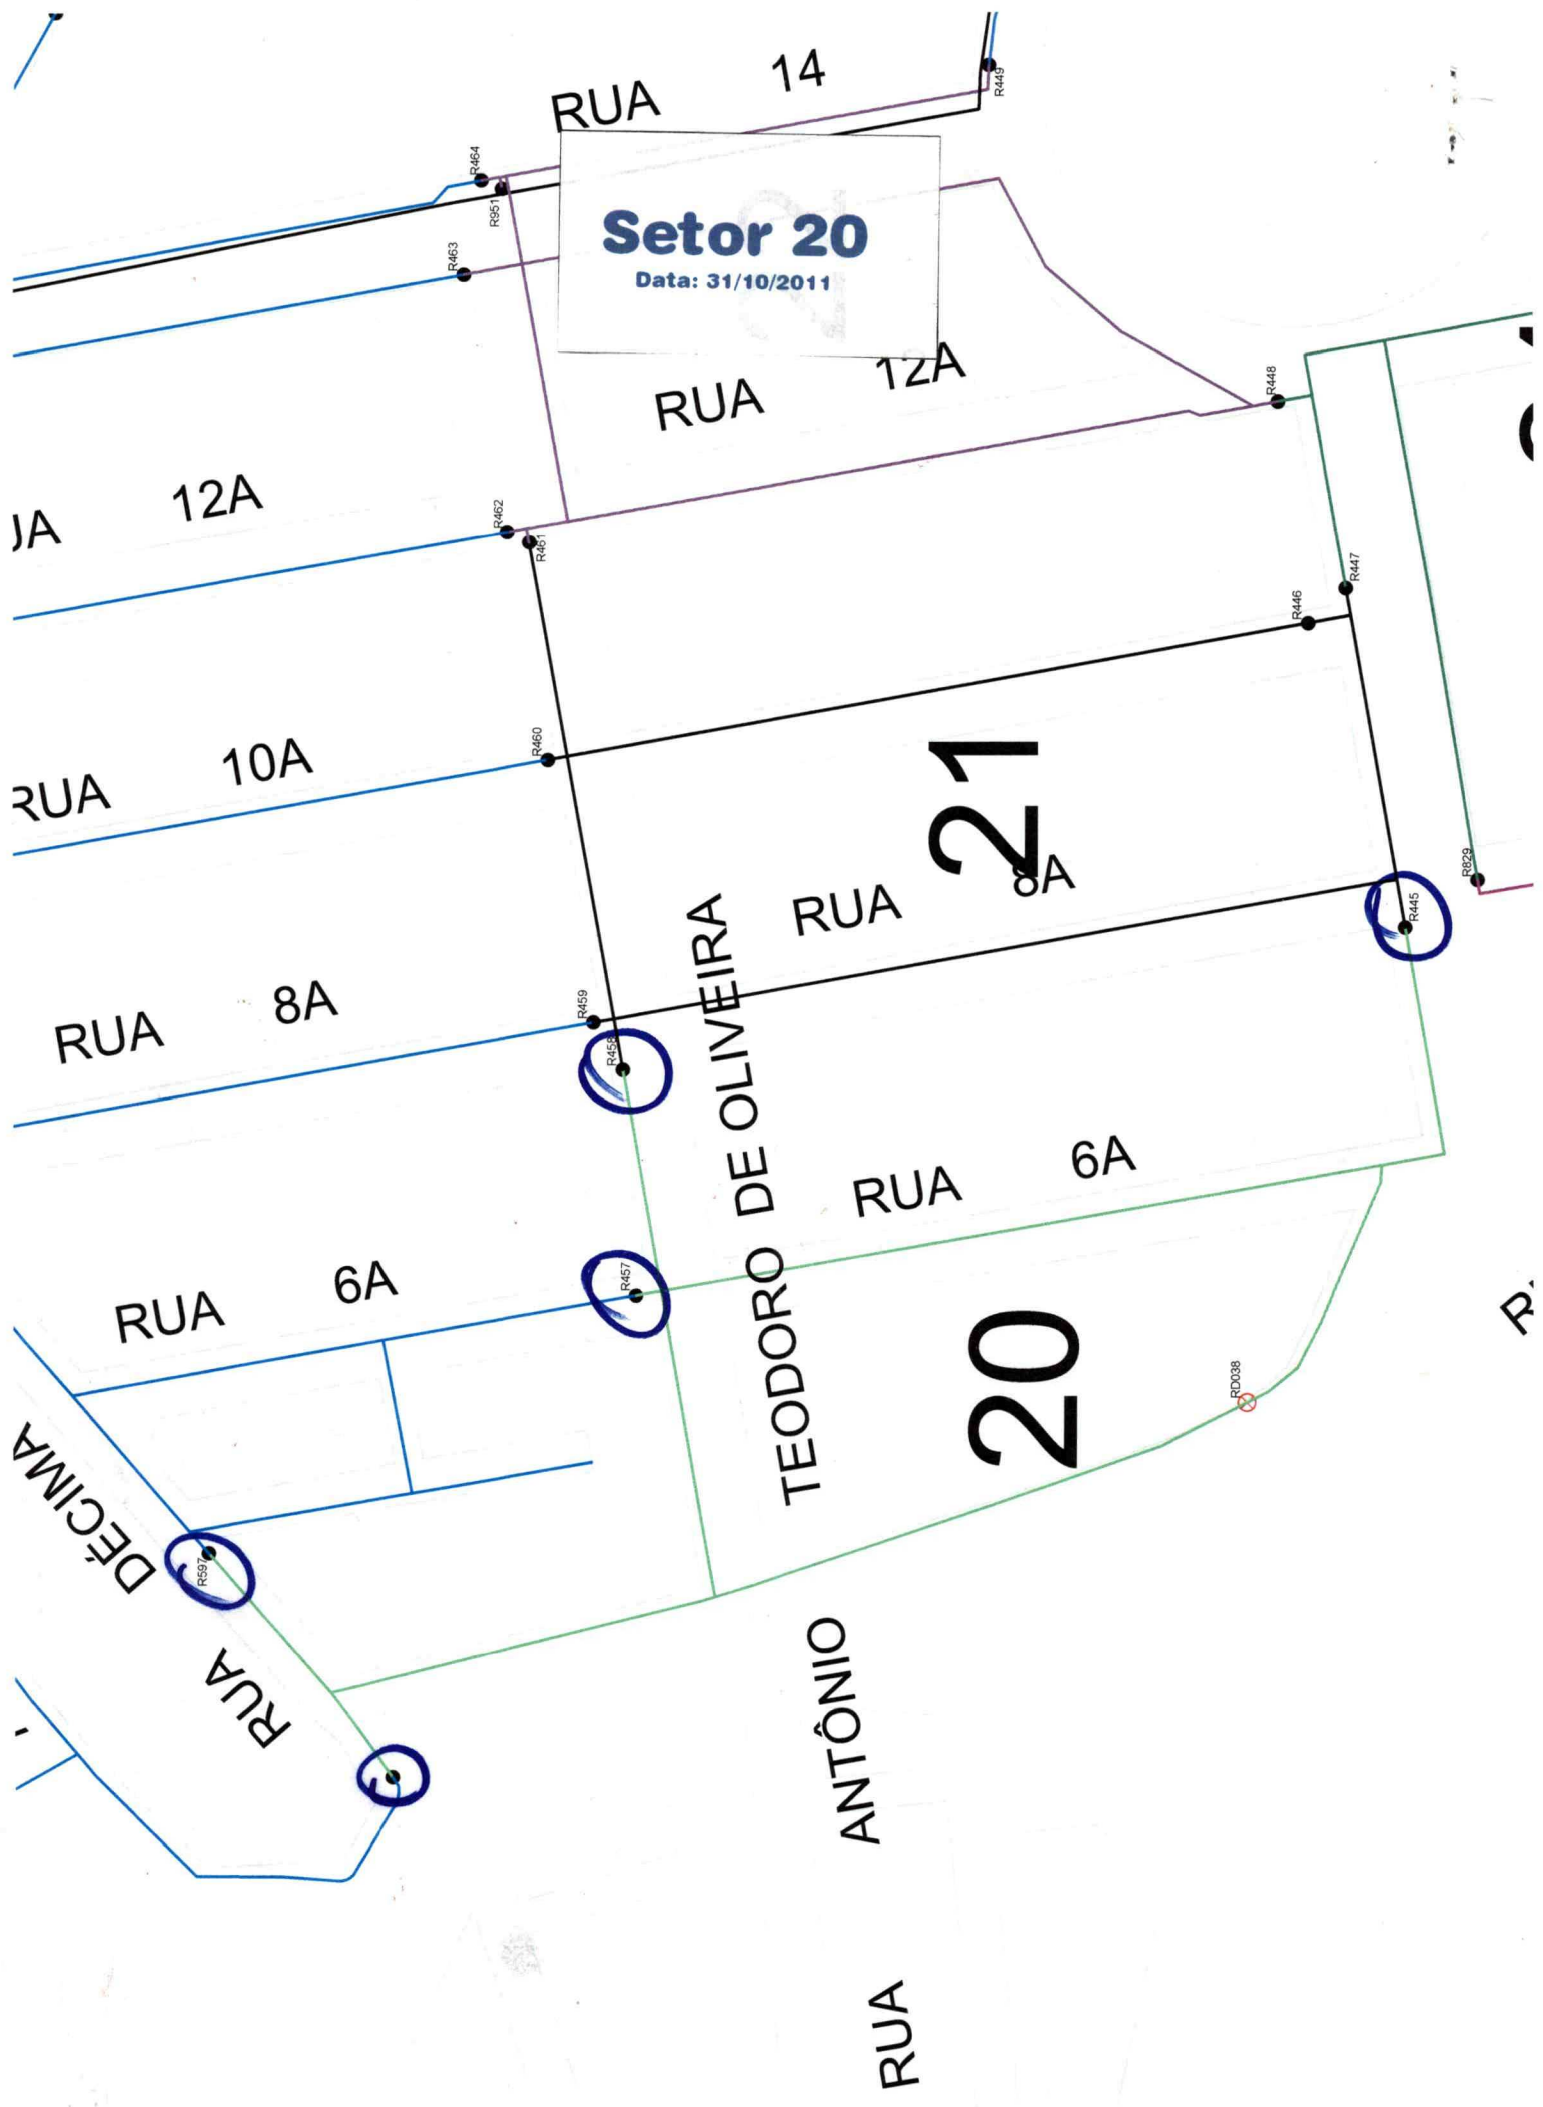 RUA 14
R449
R464
R951
R463
Setor 20
Data: 31/10/2011
RUA 12A
R448
12A
R462
R461
R447
R446
10A
RUA
R460
21
RUA 8A
R829
R445
RUA 8A
R459
R458
RUA 6A
RUA 6A
R457
20
RD038
RUA DÉCIMA
R597
RUA ANTÔNIO TEODORO DE OLIVEIRA